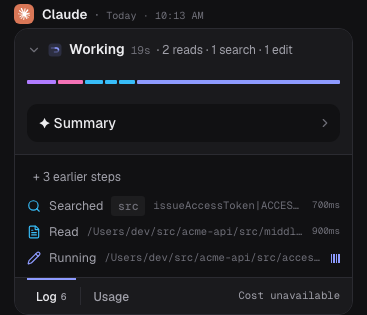 Claude · Today · 10:13 AM
Working 19s · 2 reads · 1 search · 1 edit
Summary
+ 3 earlier steps
Searched src issueAccessToken|ACCES… 700ms
Read /Users/dev/src/acme-api/src/middl… 900ms
Running /Users/dev/src/acme-api/src/acces…
Log 6 Usage Cost unavailable